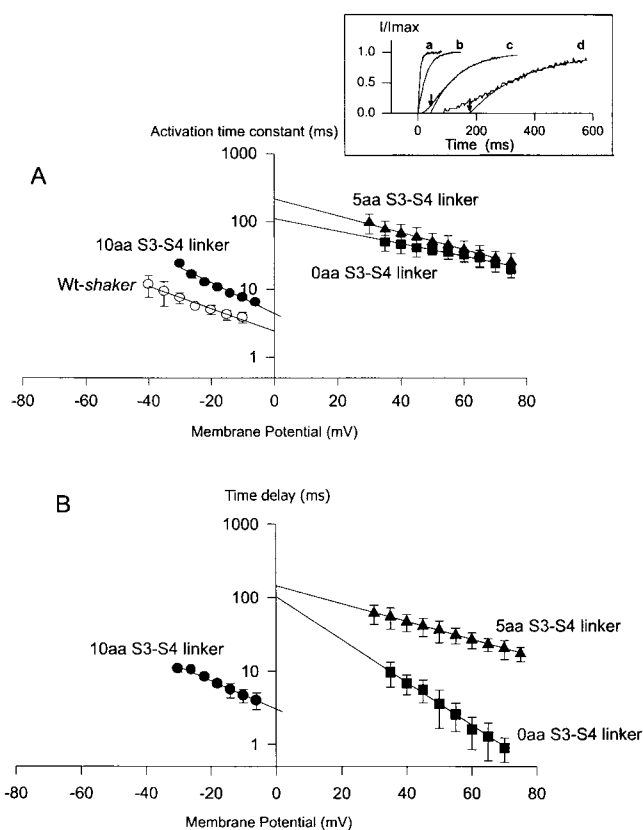 I/Imax
a b c d
1.0
0.5
0.0
0 200 400 600
Time (ms)
Activation time constant (ms)
A
1000
100
10
1
5aa S3-S4 linker
10aa S3-S4 linker
0aa S3-S4 linker
Wt-shaker
-80 -60 -40 -20 0 20 40 60 80
Membrane Potential (mV)
B
Time delay (ms)
1000
100
10
1
5aa S3-S4 linker
10aa S3-S4 linker
0aa S3-S4 linker
-80 -60 -40 -20 0 20 40 60 80
Membrane Potential (mV)